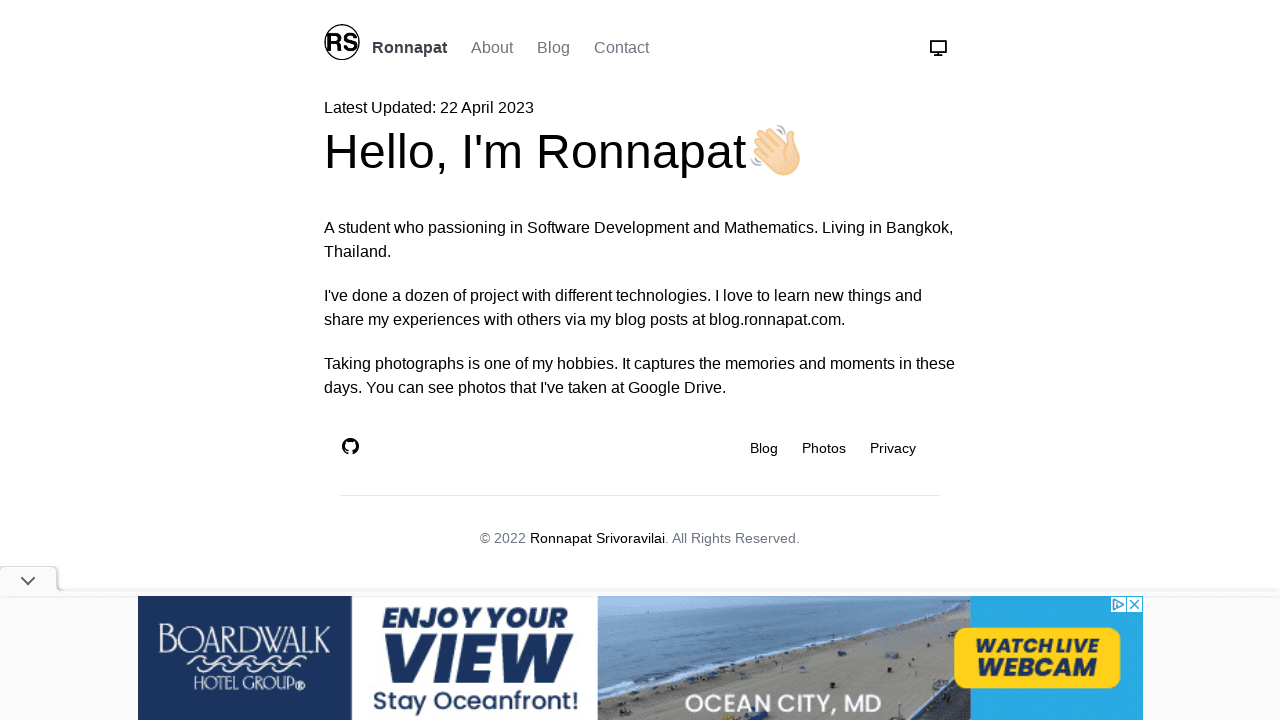 RS Ronnapat About Blog Contact
Latest Updated: 22 April 2023
Hello, I'm Ronnapat👋🏼
A student who passioning in Software Development and Mathematics. Living in Bangkok,
Thailand.
I've done a dozen of project with different technologies. I love to learn new things and
share my experiences with others via my blog posts at blog.ronnapat.com.
Taking photographs is one of my hobbies. It captures the memories and moments in these
days. You can see photos that I've taken at Google Drive.
Blog Photos Privacy
© 2022 Ronnapat Srivoravilai. All Rights Reserved.
BOARDWALK
HOTEL GROUP®
ENJOY YOUR
VIEW
Stay Oceanfront!
OCEAN CITY, MD
WATCH LIVE
WEBCAM